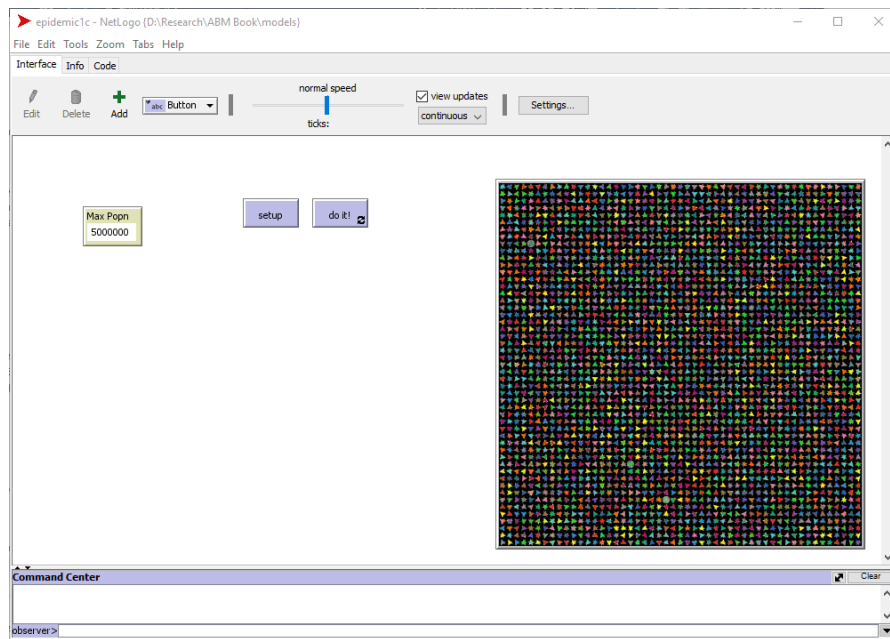 epidemic1c - NetLogo {D:\Research\ABM Book\models}
File Edit Tools Zoom Tabs Help
Interface Info Code
Edit Delete Add abc Button normal speed ticks: view updates continuous Settings...
Max Popn
5000000
setup do it!
Command Center Clear
observer>